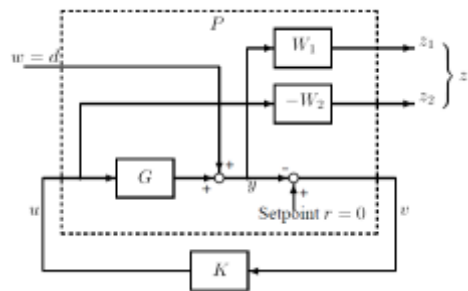 P
W₁
z₁
w = d
z
−W₂
z₂
+
G
+
y
-
+
Setpoint r = 0
u
v
K